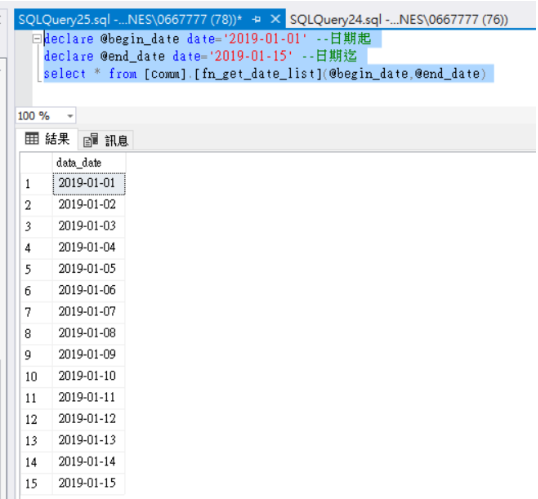 SQLQuery25.sql -...NES\0667777 (78))* SQLQuery24.sql -...NES\0667777 (76))
declare @begin_date date='2019-01-01' --日期起
declare @end_date date='2019-01-15' --日期迄
select * from [comm].[fn_get_date_list](@begin_date,@end_date)
100 %
結果 訊息
data_date
1 2019-01-01
2 2019-01-02
3 2019-01-03
4 2019-01-04
5 2019-01-05
6 2019-01-06
7 2019-01-07
8 2019-01-08
9 2019-01-09
10 2019-01-10
11 2019-01-11
12 2019-01-12
13 2019-01-13
14 2019-01-14
15 2019-01-15